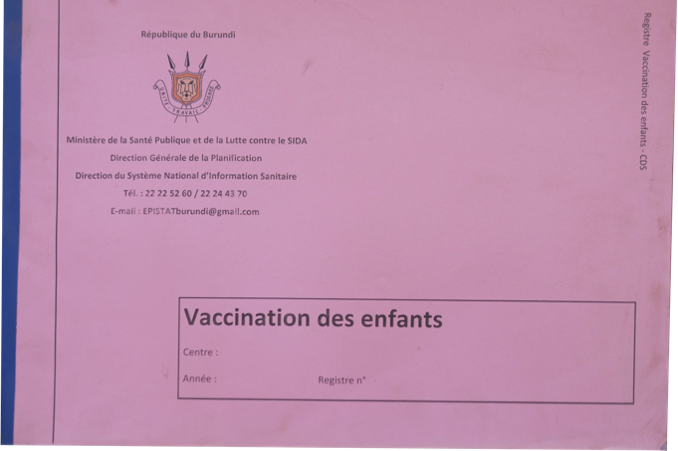 République du Burundi
UNITÉ TRAVAIL PROGRÈS
Ministère de la Santé Publique et de la Lutte contre le SIDA
Direction Générale de la Planification
Direction du Système National d'Information Sanitaire
Tél. : 22 22 52 60 / 22 24 43 70
E-mail : EPISTATburundi@gmail.com
Registre Vaccination des enfants - CDS
Vaccination des enfants
Centre :
Année : Registre n°